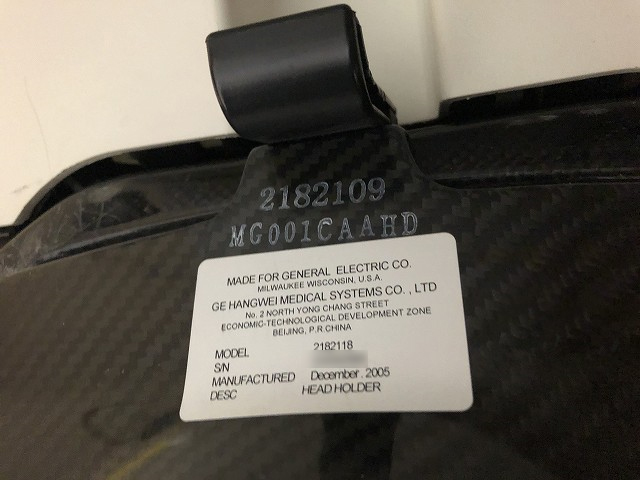 2182109
MG001CAAHD
MADE FOR GENERAL ELECTRIC CO.
MILWAUKEE WISCONSIN, U.S.A.
GE HANGWEI MEDICAL SYSTEMS CO., LTD
No. 2 NORTH YONG CHANG STREET
ECONOMIC-TECHNOLOGICAL DEVELOPMENT ZONE
BEIJING, P.R.CHINA
MODEL 2182118
S/N
MANUFACTURED December. 2005
DESC HEAD HOLDER